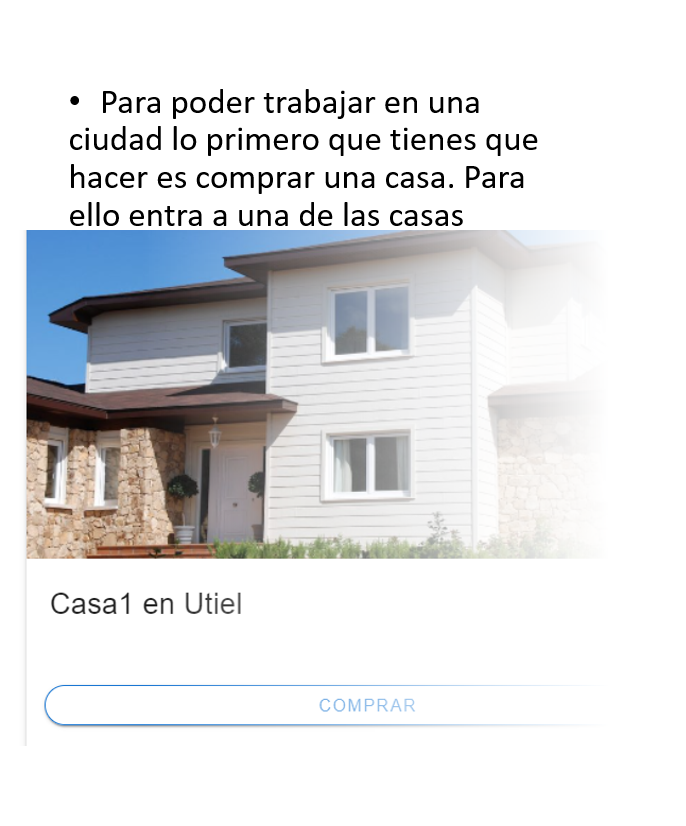 • Para poder trabajar en una
ciudad lo primero que tienes que
hacer es comprar una casa. Para
ello entra a una de las casas
Casa1 en Utiel
COMPRAR